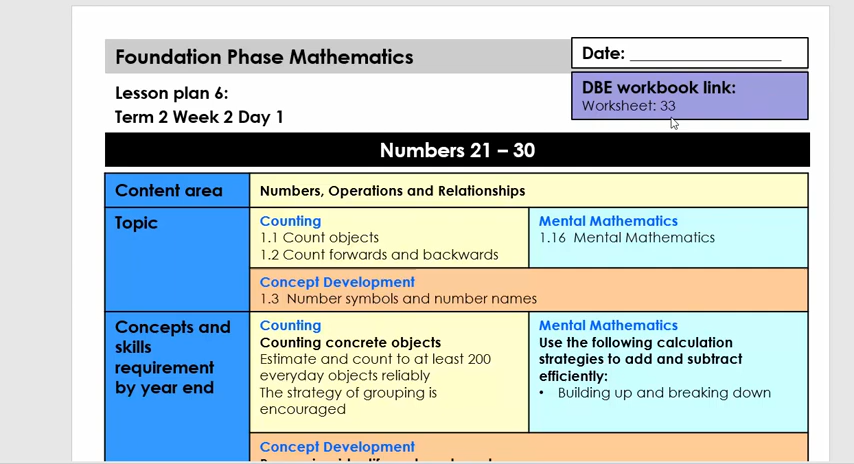 Foundation Phase Mathematics
Date: 
Lesson plan 6:
Term 2 Week 2 Day 1
DBE workbook link:
Worksheet: 33
Numbers 21 – 30
Content area
Numbers, Operations and Relationships
Topic
Counting
1.1 Count objects
1.2 Count forwards and backwards
Mental Mathematics
1.16 Mental Mathematics
Concept Development
1.3 Number symbols and number names
Concepts and
skills
requirement
by year end
Counting
Counting concrete objects
Estimate and count to at least 200
everyday objects reliably
The strategy of grouping is
encouraged
Mental Mathematics
Use the following calculation
strategies to add and subtract
efficiently:
• Building up and breaking down
Concept Development